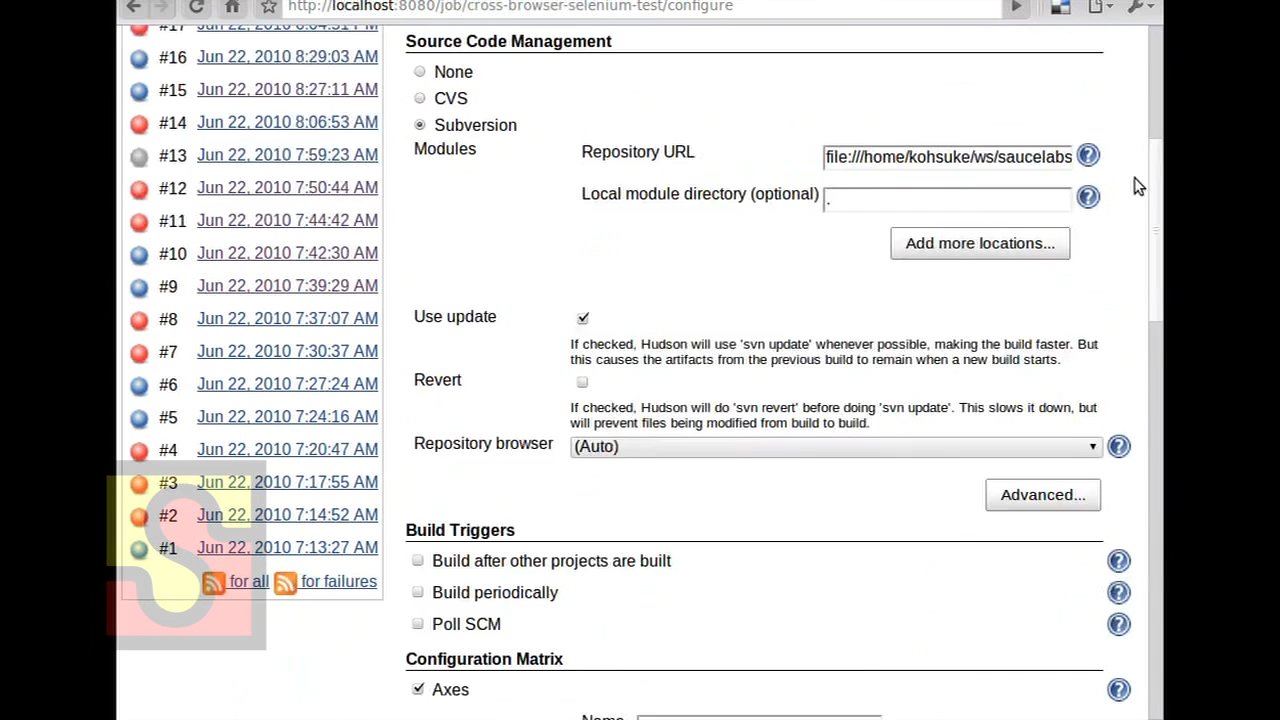 http://localhost:8080/job/cross-browser-selenium-test/configure
#16 Jun 22, 2010 8:29:03 AM
#15 Jun 22, 2010 8:27:11 AM
#14 Jun 22, 2010 8:06:53 AM
#13 Jun 22, 2010 7:59:23 AM
#12 Jun 22, 2010 7:50:44 AM
#11 Jun 22, 2010 7:44:42 AM
#10 Jun 22, 2010 7:42:30 AM
#9 Jun 22, 2010 7:39:29 AM
#8 Jun 22, 2010 7:37:07 AM
#7 Jun 22, 2010 7:30:37 AM
#6 Jun 22, 2010 7:27:24 AM
#5 Jun 22, 2010 7:24:16 AM
#4 Jun 22, 2010 7:20:47 AM
#3 Jun 22, 2010 7:17:55 AM
#2 Jun 22, 2010 7:14:52 AM
#1 Jun 22, 2010 7:13:27 AM
for all for failures
S
Source Code Management
None
CVS
Subversion
Modules
Repository URL file:///home/kohsuke/ws/saucelabs
Local module directory (optional) .
Add more locations...
Use update
If checked, Hudson will use 'svn update' whenever possible, making the build faster. But
this causes the artifacts from the previous build to remain when a new build starts.
Revert
If checked, Hudson will do 'svn revert' before doing 'svn update'. This slows it down, but
will prevent files being modified from build to build.
Repository browser (Auto)
Advanced...
Build Triggers
Build after other projects are built
Build periodically
Poll SCM
Configuration Matrix
Axes